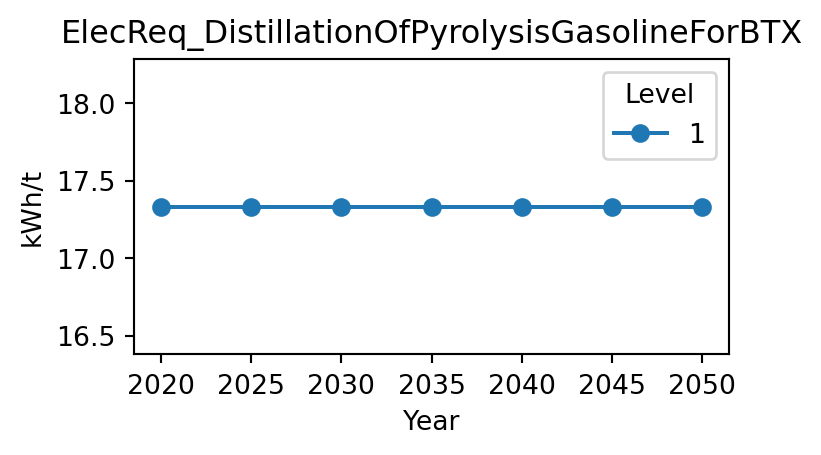 ElecReq_DistillationOfPyrolysisGasolineForBTX
kWh/t
18.0
17.5
17.0
16.5
Level
1
2020 2025 2030 2035 2040 2045 2050
Year